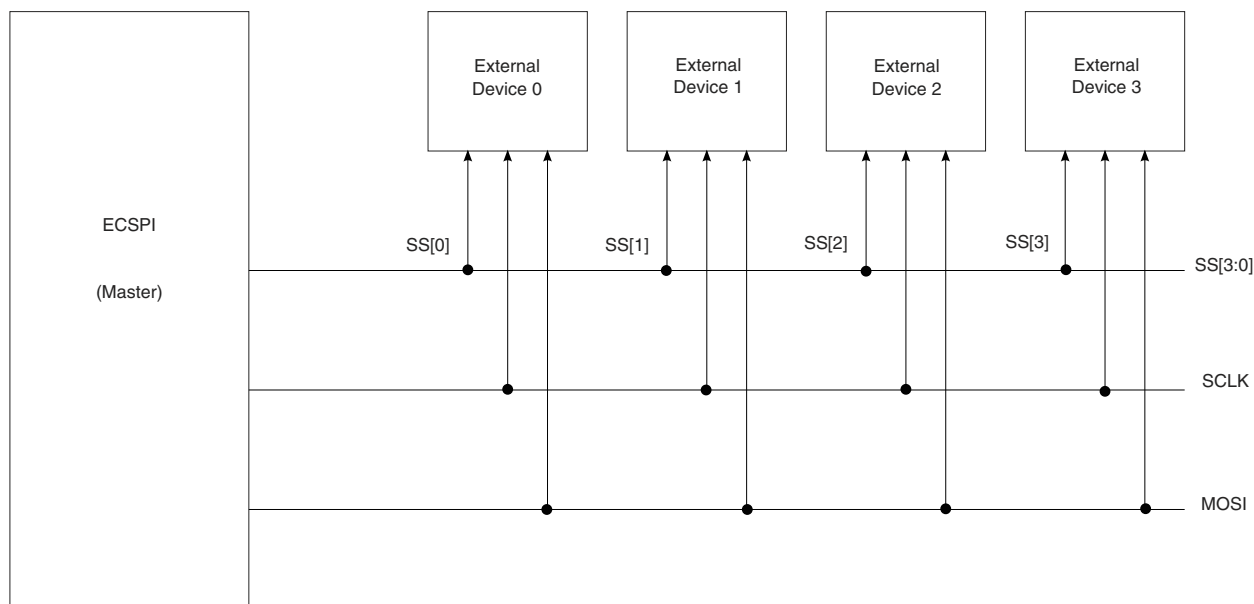 External
Device 0
External
Device 1
External
Device 2
External
Device 3
ECSPI
(Master)
SS[0]
SS[1]
SS[2]
SS[3]
SS[3:0]
SCLK
MOSI